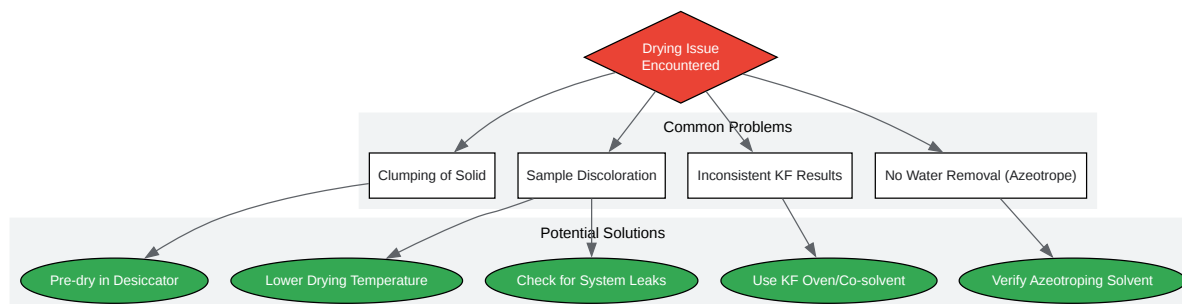 Drying Issue
Encountered
Common Problems
Clumping of Solid
Sample Discoloration
Inconsistent KF Results
No Water Removal (Azeotrope)
Potential Solutions
Pre-dry in Desiccator
Lower Drying Temperature
Check for System Leaks
Use KF Oven/Co-solvent
Verify Azeotroping Solvent